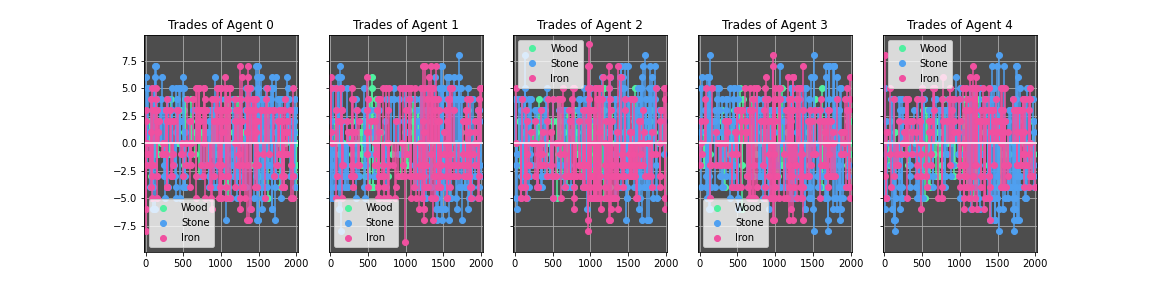 Trades of Agent 0
Trades of Agent 1
Trades of Agent 2
Trades of Agent 3
Trades of Agent 4
7.5
5.0
2.5
0.0
−2.5
−5.0
−7.5
Wood
Stone
Iron
Wood
Stone
Iron
Wood
Stone
Iron
Wood
Stone
Iron
Wood
Stone
Iron
0 500 1000 1500 2000
0 500 1000 1500 2000
0 500 1000 1500 2000
0 500 1000 1500 2000
0 500 1000 1500 2000